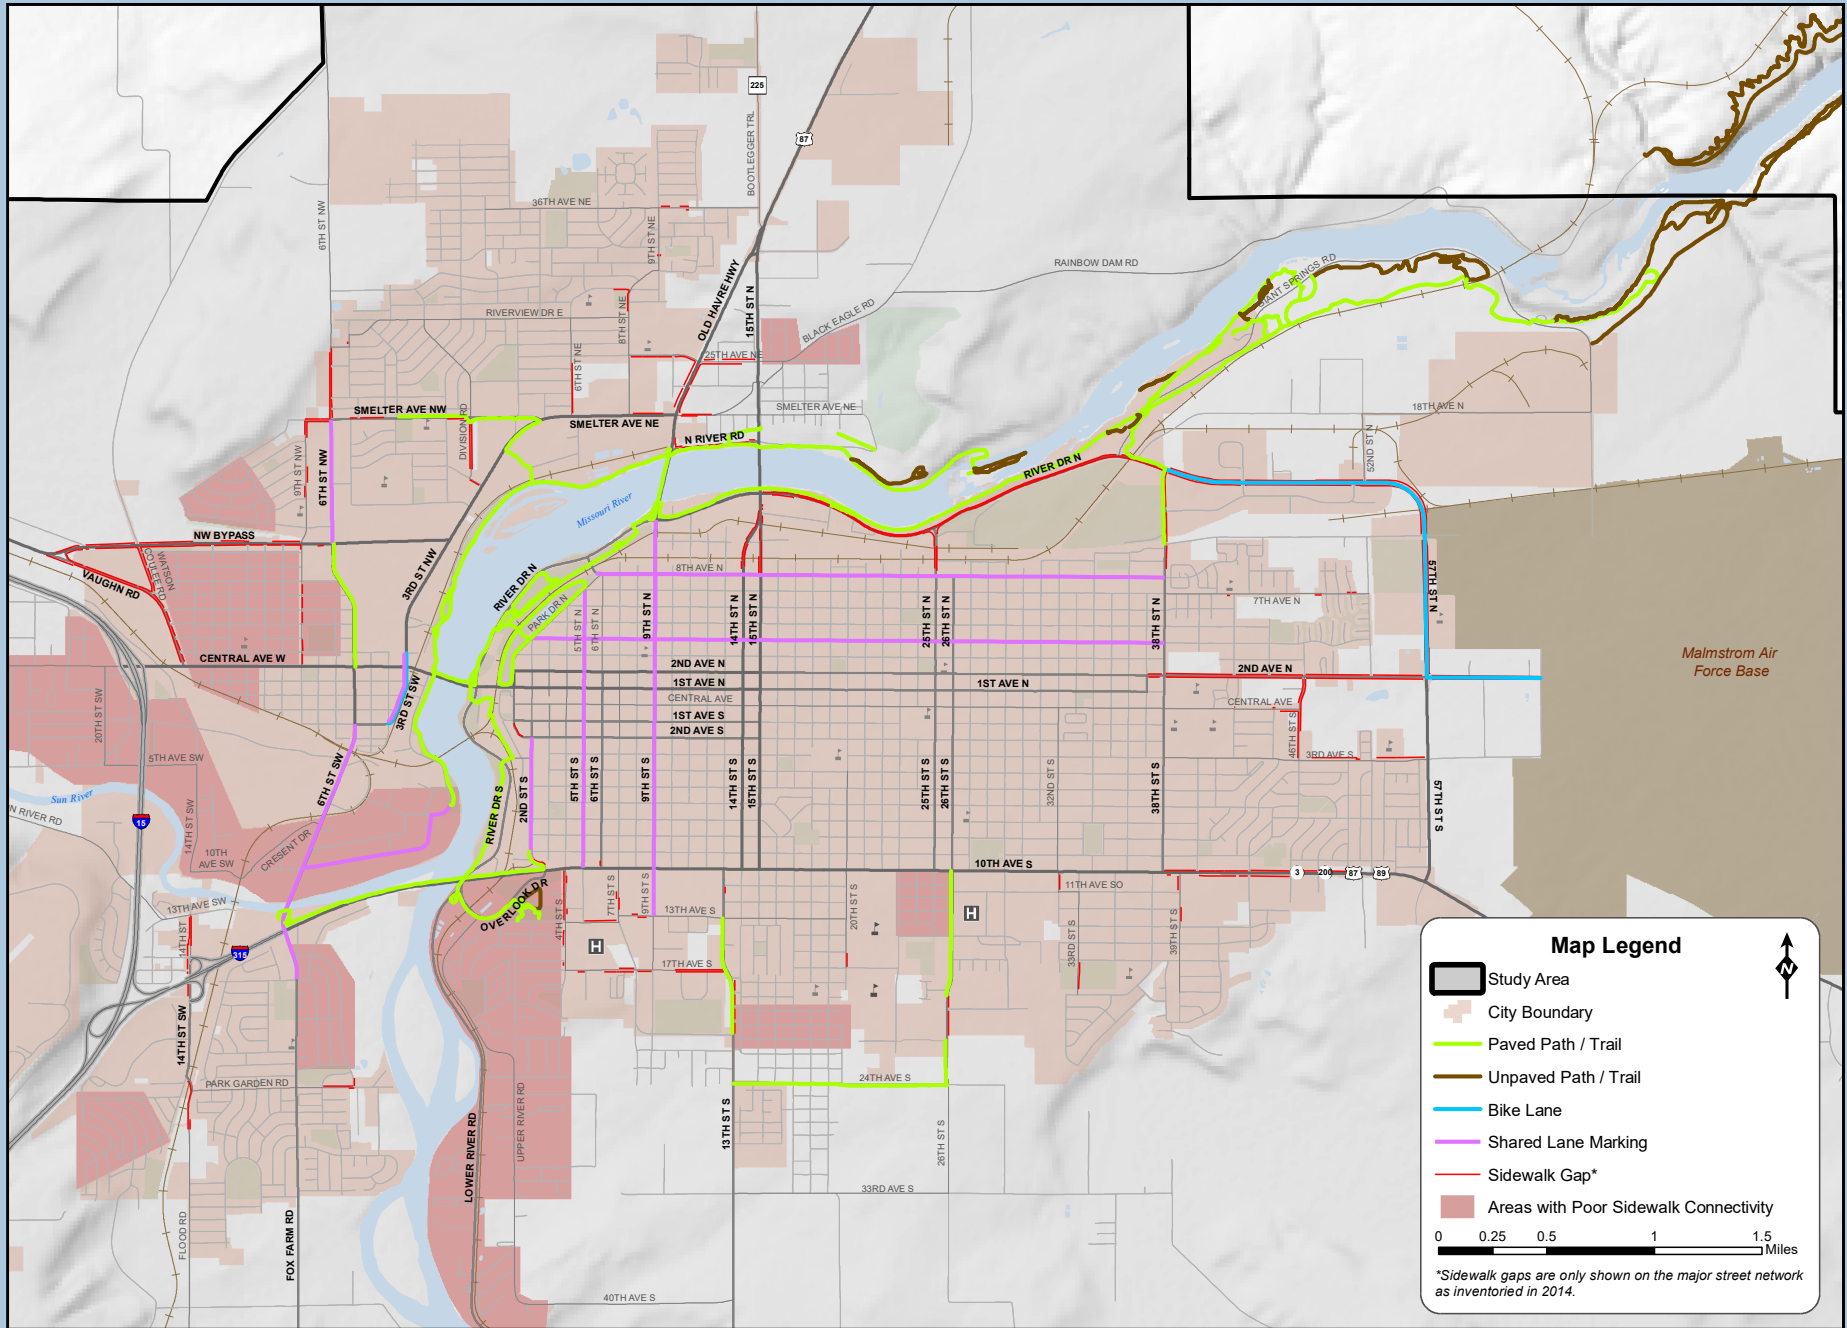 225
87
BOOTLEGGER TRL
36TH AVE NE
6TH ST NW
9TH ST NE
OLD HAVRE HWY
15TH ST N
RAINBOW DAM RD
GIANT SPRINGS RD
RIVERVIEW DR E
8TH ST NE
BLACK EAGLE RD
25TH AVE NE
6TH ST NE
SMELTER AVE NW
DIVISION RD
SMELTER AVE NE
SMELTER AVE NE
18TH AVE N
N RIVER RD
52ND ST N
9TH ST NW
6TH ST NW
RIVER DR N
Missouri River
NW BYPASS
WATSON
COULEE RD
VAUGHN RD
3RD ST NW
RIVER DR N
PARK DR N
8TH AVE N
57TH ST N
7TH AVE N
5TH ST N
6TH ST N
9TH ST N
14TH ST N
15TH ST N
25TH ST N
26TH ST N
38TH ST N
Malmstrom Air
Force Base
CENTRAL AVE W
2ND AVE N
2ND AVE N
1ST AVE N
1ST AVE N
CENTRAL AVE
CENTRAL AVE
3RD ST SW
20TH ST SW
1ST AVE S
2ND AVE S
46TH ST S
3RD AVE S
5TH AVE SW
6TH ST SW
Sun River
N RIVER RD
15
14TH ST SW
10TH
AVE SW
CRESENT DR
RIVER DR S
2ND ST S
5TH ST S
6TH ST S
9TH ST S
14TH ST S
15TH ST S
25TH ST S
26TH ST S
32ND ST S
38TH ST S
57TH ST S
10TH AVE S
3
200
87
89
11TH AVE SO
OVERLOOK DR
13TH AVE SW
14TH ST
4TH ST S
7TH ST S
9TH ST S
13TH AVE S
20TH ST S
H
H
33RD ST S
39TH ST S
315
17TH AVE S
14TH ST SW
PARK GARDEN RD
24TH AVE S
UPPER RIVER RD
LOWER RIVER RD
13TH ST S
26TH ST S
33RD AVE S
FLOOD RD
FOX FARM RD
40TH AVE S
Map Legend
N
Study Area
City Boundary
Paved Path / Trail
Unpaved Path / Trail
Bike Lane
Shared Lane Marking
Sidewalk Gap*
Areas with Poor Sidewalk Connectivity
0 0.25 0.5 1 1.5
Miles
*Sidewalk gaps are only shown on the major street network
as inventoried in 2014.